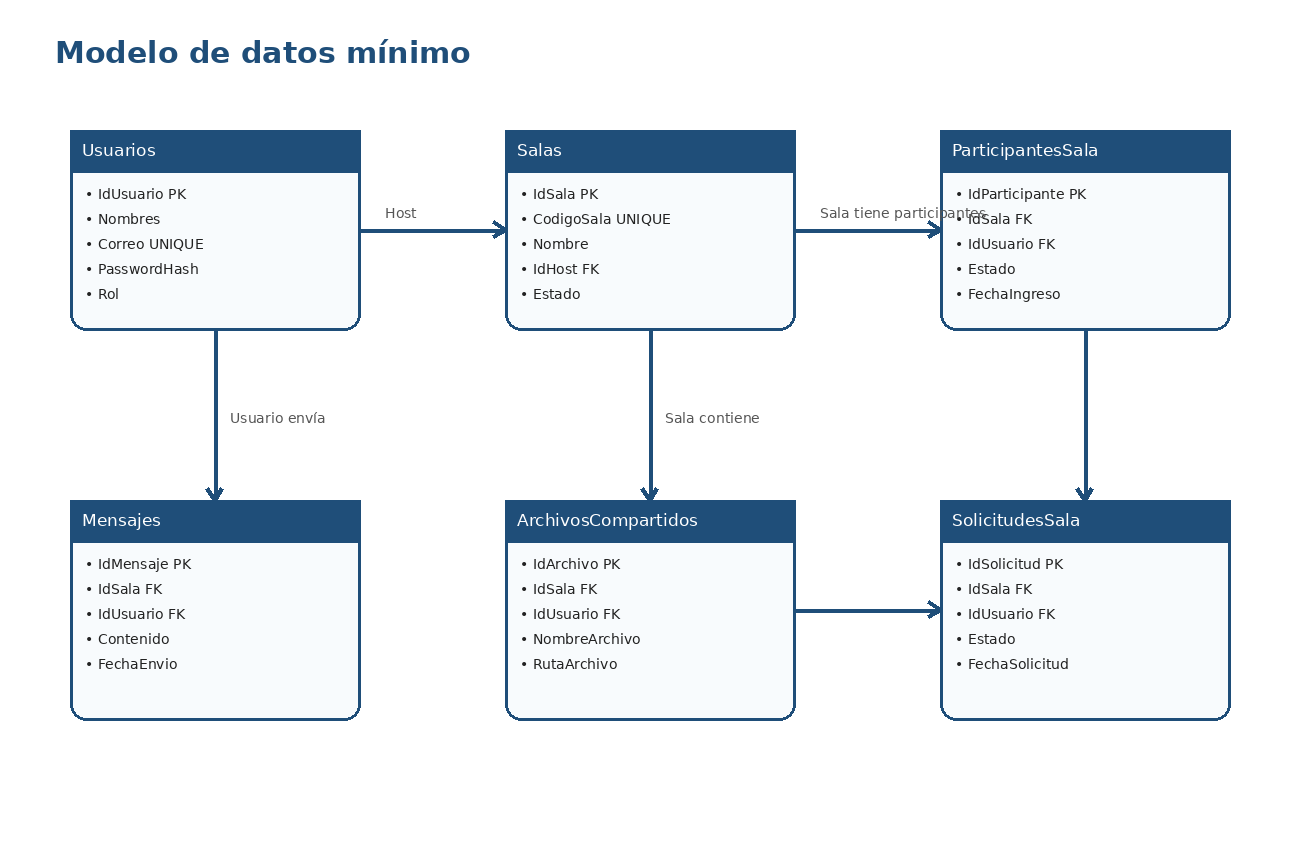 Modelo de datos mínimo
Usuarios
• IdUsuario PK
• Nombres
• Correo UNIQUE
• PasswordHash
• Rol
Host
Salas
• IdSala PK
• CodigoSala UNIQUE
• Nombre
• IdHost FK
• Estado
Sala tiene participantes
ParticipantesSala
• IdParticipante PK
• IdSala FK
• IdUsuario FK
• Estado
• FechaIngreso
Usuario envía
Sala contiene
Mensajes
• IdMensaje PK
• IdSala FK
• IdUsuario FK
• Contenido
• FechaEnvio
ArchivosCompartidos
• IdArchivo PK
• IdSala FK
• IdUsuario FK
• NombreArchivo
• RutaArchivo
SolicitudesSala
• IdSolicitud PK
• IdSala FK
• IdUsuario FK
• Estado
• FechaSolicitud